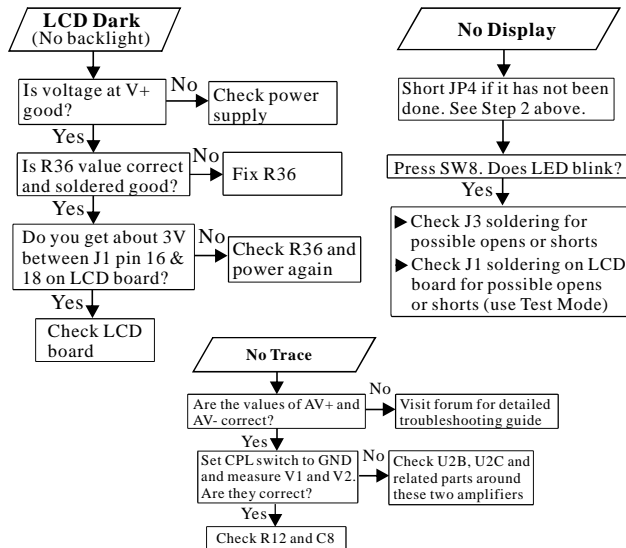 LCD Dark
(No backlight)
Is voltage at V+
good?
No
Check power
supply
Yes
Is R36 value correct
and soldered good?
No
Fix R36
Yes
Do you get about 3V
between J1 pin 16 &
18 on LCD board?
No
Check R36 and
power again
Yes
Check LCD
board
No Display
Short JP4 if it has not been
done. See Step 2 above.
Press SW8. Does LED blink?
Yes
Check J3 soldering for
possible opens or shorts
Check J1 soldering on LCD
board for possible opens
or shorts (use Test Mode)
No Trace
Are the values of AV+ and
AV- correct?
No
Visit forum for detailed
troubleshooting guide
Yes
Set CPL switch to GND
and measure V1 and V2.
Are they correct?
No
Check U2B, U2C and
related parts around
these two amplifiers
Yes
Check R12 and C8